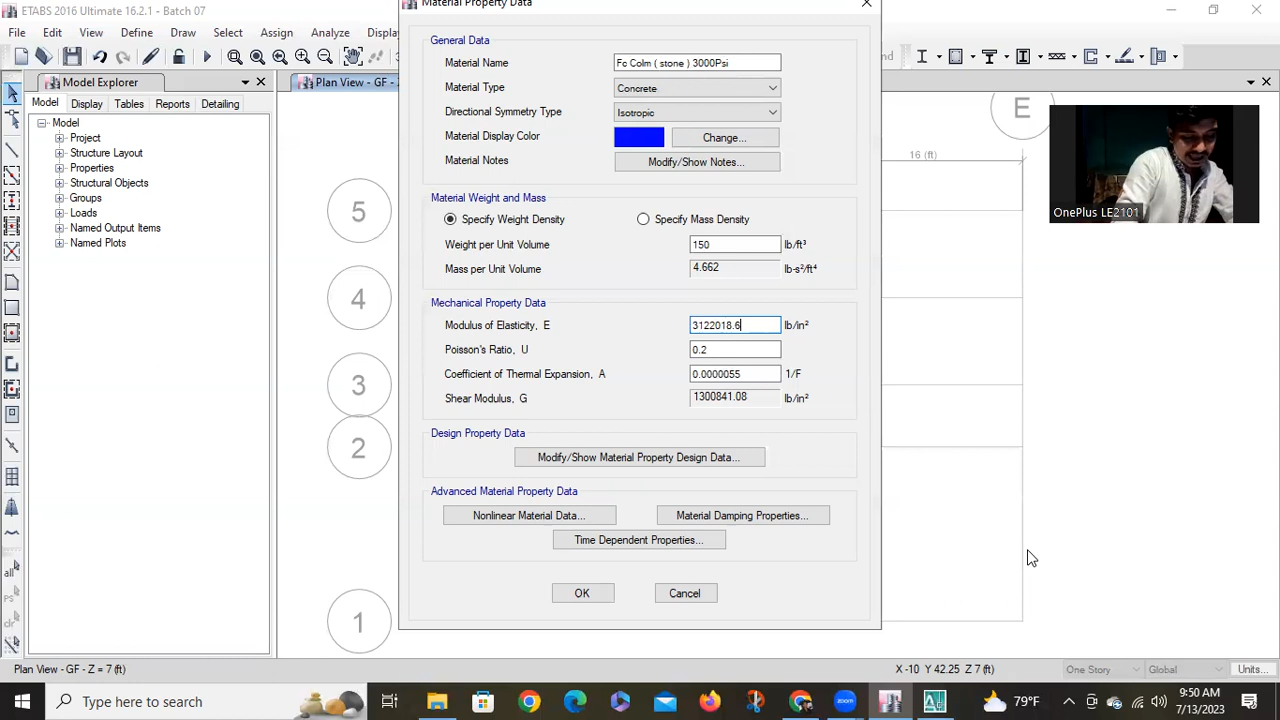 ETABS 2016 Ultimate 16.2.1 - Batch 07
Material Property Data
File Edit View Define Draw Select Assign Analyze Display
Model Explorer
Plan View - GF - Z
Model Display Tables Reports Detailing
Model
Project
Structure Layout
Properties
Structural Objects
Groups
Loads
Named Output Items
Named Plots
General Data
Material Name Fc Colm ( stone ) 3000Psi
Material Type Concrete
Directional Symmetry Type Isotropic
Material Display Color Change...
Material Notes Modify/Show Notes...
Material Weight and Mass
Specify Weight Density Specify Mass Density
Weight per Unit Volume 150 lb/ft³
Mass per Unit Volume 4.662 lb-s²/ft⁴
Mechanical Property Data
Modulus of Elasticity, E 3122018.6 lb/in²
Poisson's Ratio, U 0.2
Coefficient of Thermal Expansion, A 0.0000055 1/F
Shear Modulus, G 1300841.08 lb/in²
Design Property Data
Modify/Show Material Property Design Data...
Advanced Material Property Data
Nonlinear Material Data... Material Damping Properties...
Time Dependent Properties...
OK Cancel
5
4
3
2
1
E
16 (ft)
OnePlus LE2101
all
PS
clr
Plan View - GF - Z = 7 (ft) X -10 Y 42.25 Z 7 (ft) One Story Global Units...
Type here to search
79°F
9:50 AM
7/13/2023